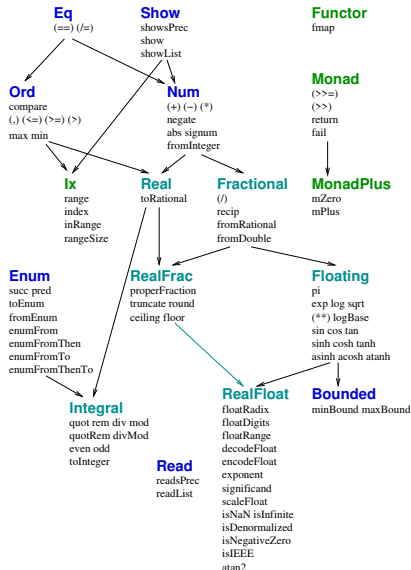 Eq
(==) (/=)
Show
showsPrec
show
showList
Functor
fmap
Ord
compare
(,) (<=) (>=) (>)
max min
Num
(+) (−) (*)
negate
abs signum
fromInteger
Monad
(>>=)
(>>)
return
fail
Ix
range
index
inRange
rangeSize
Real
toRational
Fractional
(/)
recip
fromRational
fromDouble
MonadPlus
mZero
mPlus
Enum
succ pred
toEnum
fromEnum
enumFrom
enumFromThen
enumFromTo
enumFromThenTo
RealFrac
properFraction
truncate round
ceiling floor
Floating
pi
exp log sqrt
(**) logBase
sin cos tan
sinh cosh tanh
asinh acosh atanh
Integral
quot rem div mod
quotRem divMod
even odd
toInteger
Read
readsPrec
readList
RealFloat
floatRadix
floatDigits
floatRange
decodeFloat
encodeFloat
exponent
significand
scaleFloat
isNaN isInfinite
isDenormalized
isNegativeZero
isIEEE
atan2
Bounded
minBound maxBound